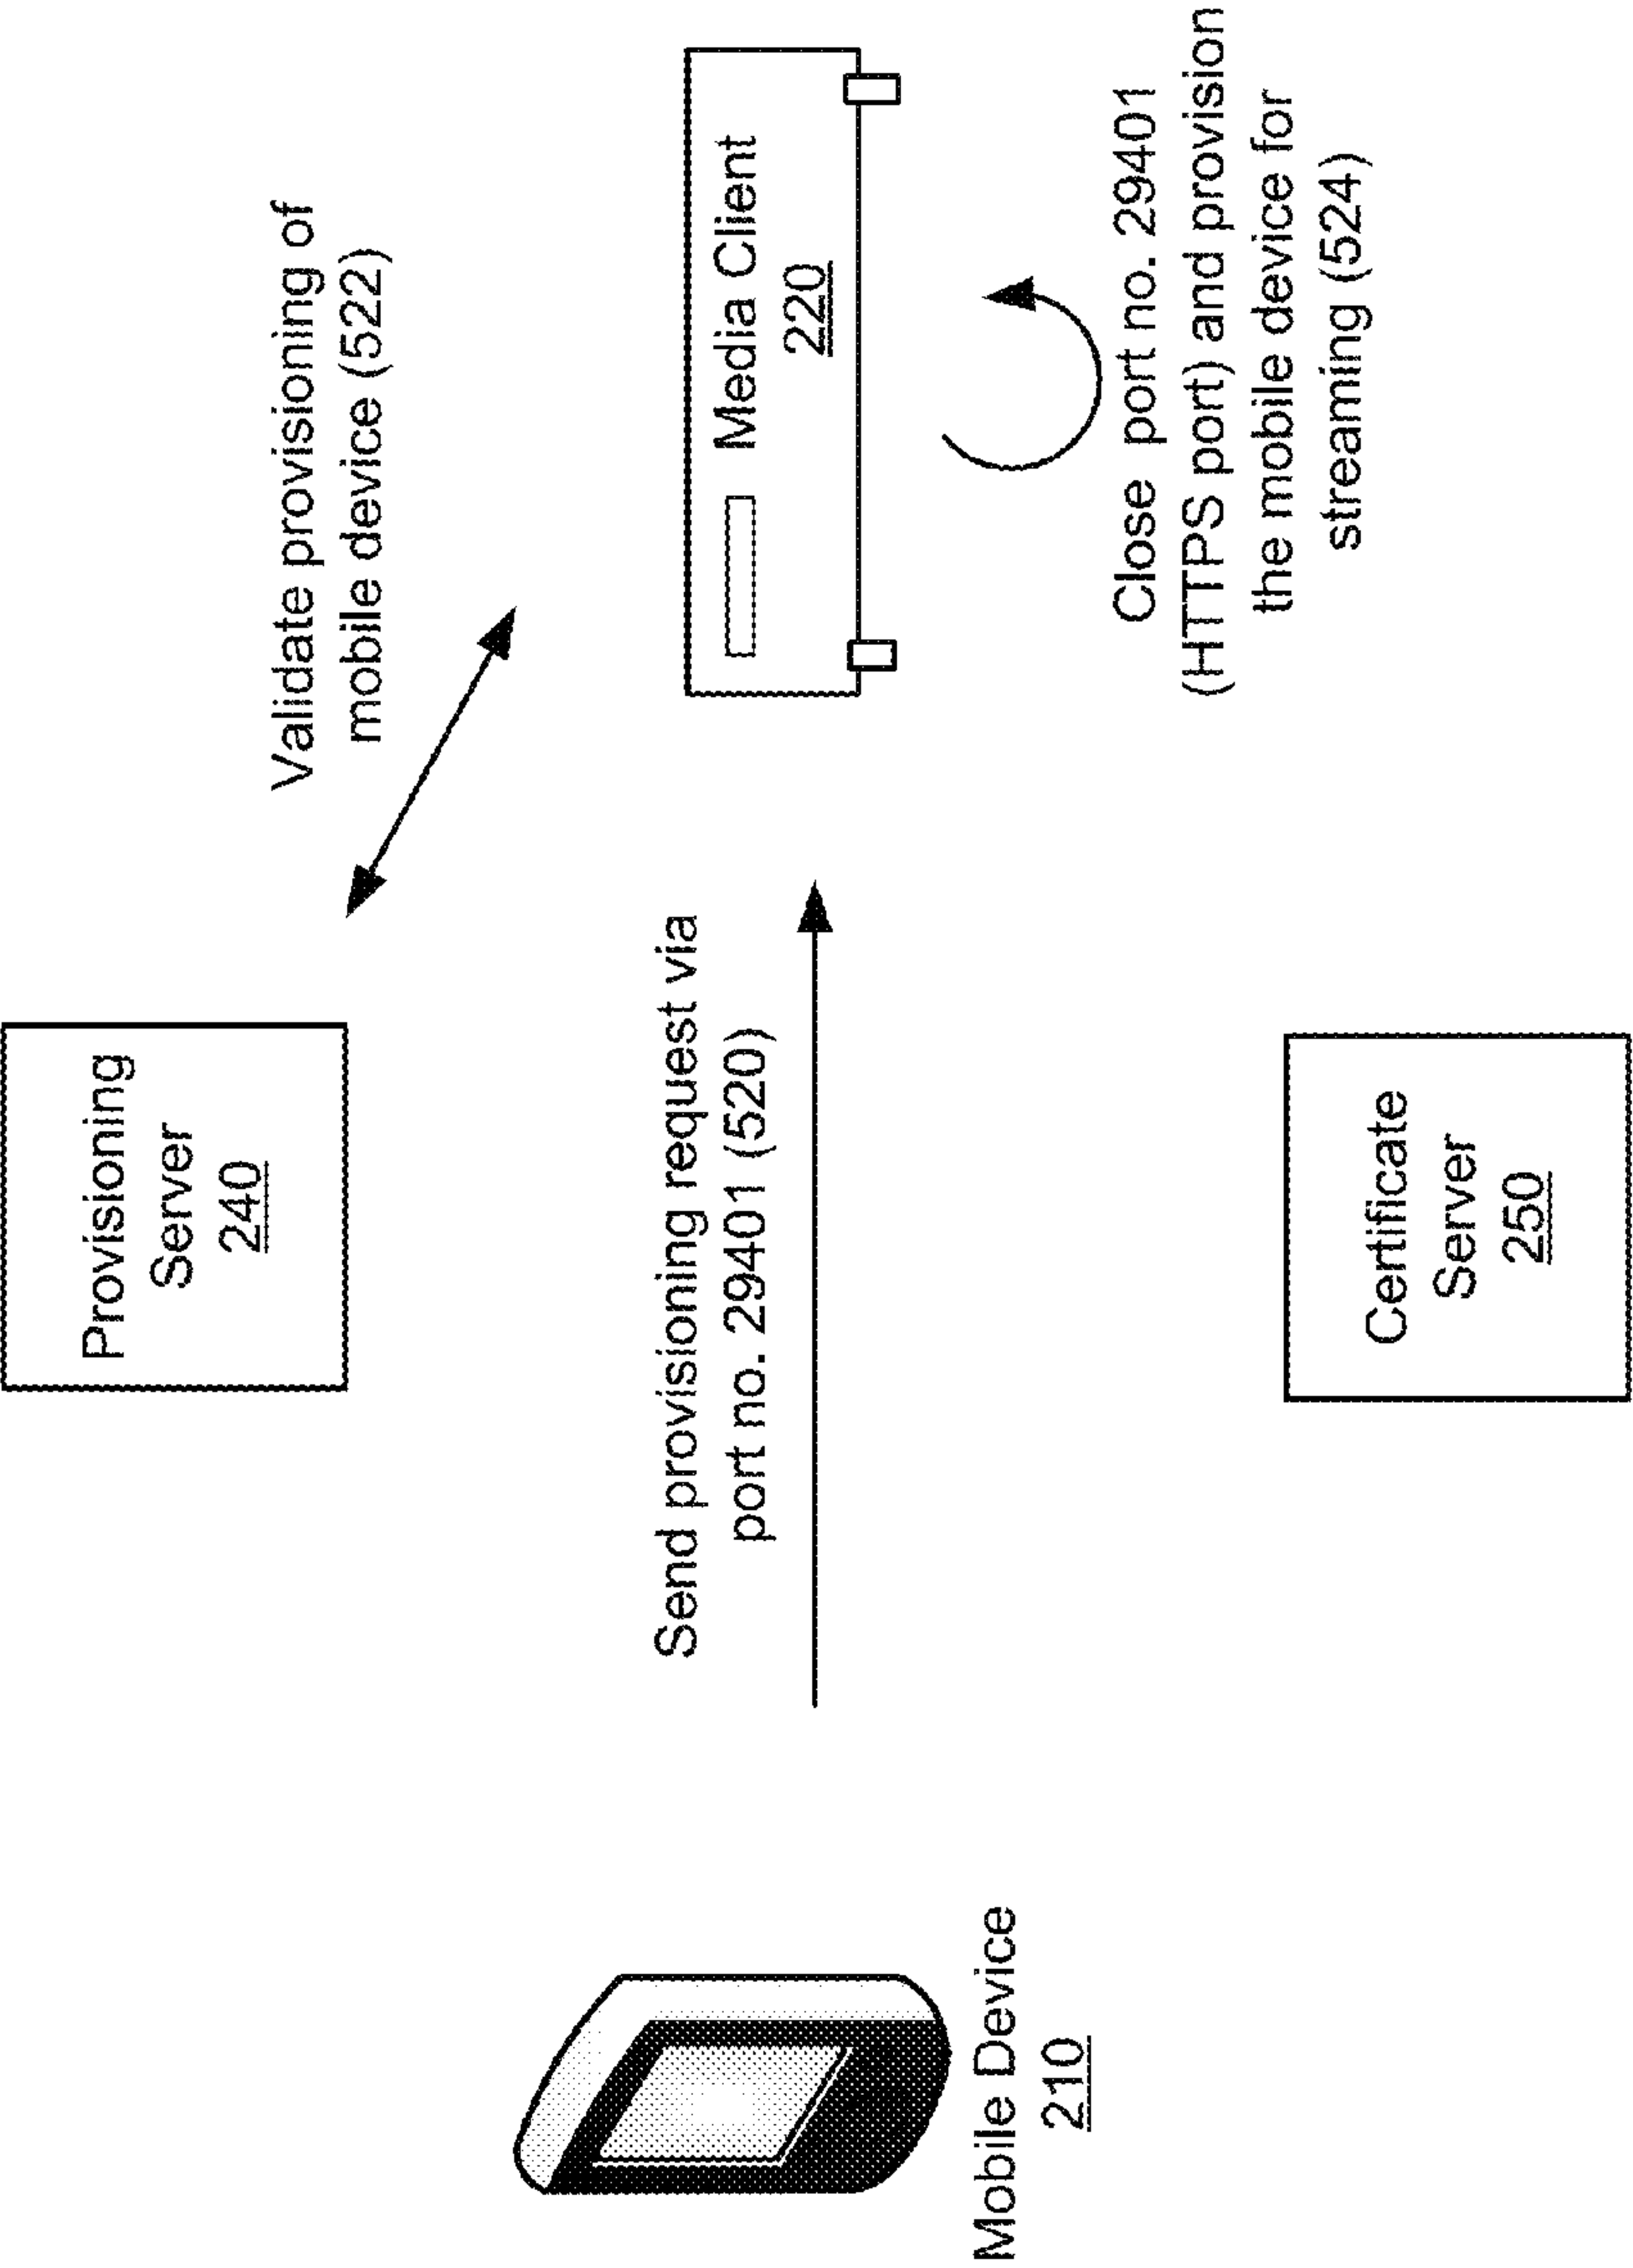 Provisioning
Server
240
Validate provisioning of
mobile device (522)
Send provisioning request via
port no. 29401 (520)
Media Client
220
Mobile Device
210
Close port no. 29401
(HTTPS port) and provision
the mobile device for
streaming (524)
Certificate
Server
250